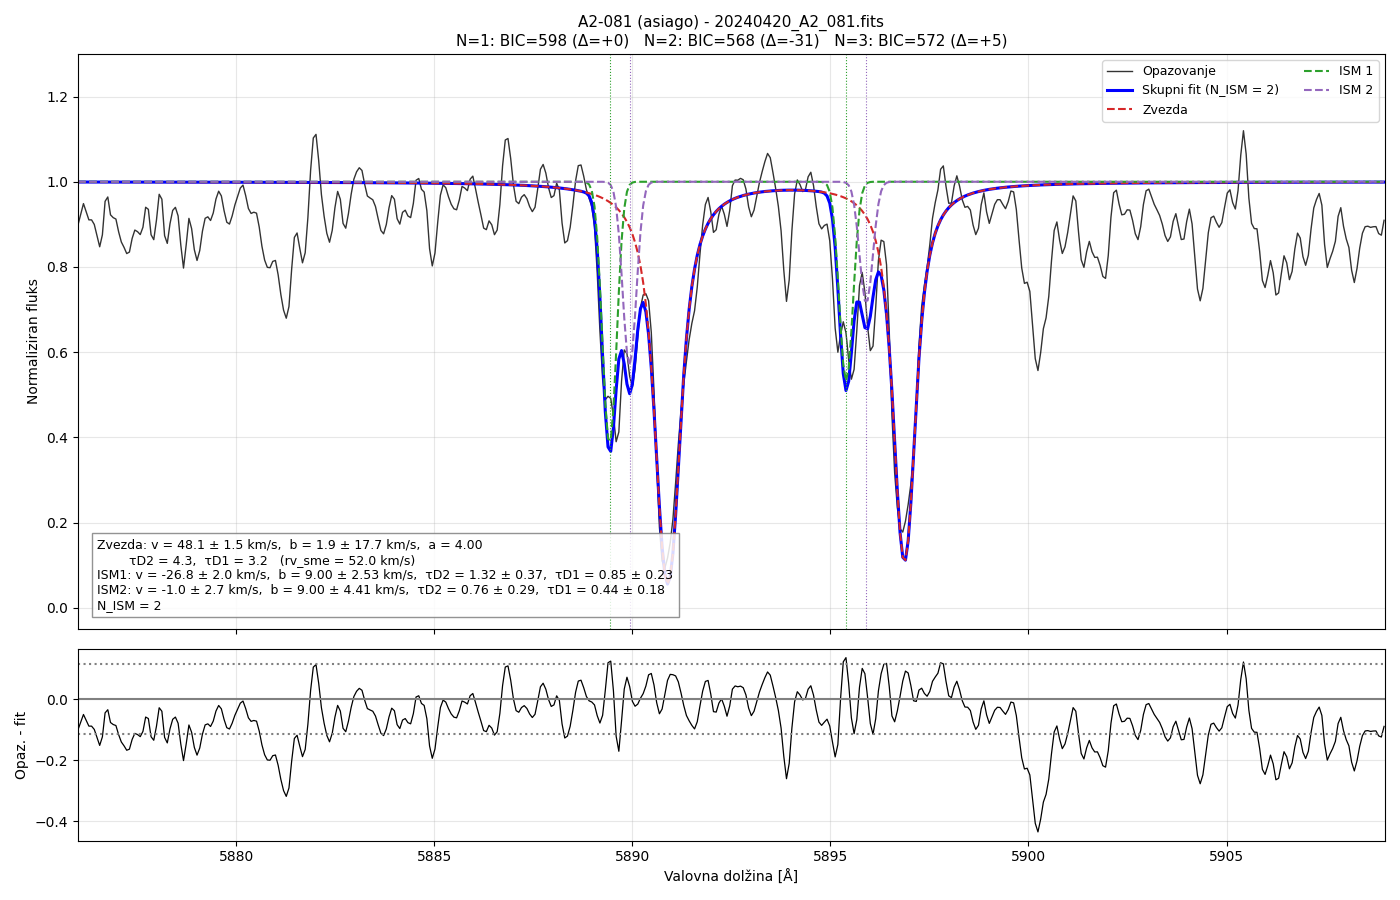 A2-081 (asiago) - 20240420_A2_081.fits
N=1: BIC=598 (Δ=+0)   N=2: BIC=568 (Δ=-31)   N=3: BIC=572 (Δ=+5)
Opazovanje
Skupni fit (N_ISM = 2)
Zvezda
ISM 1
ISM 2
Normaliziran fluks
1.2
1.0
0.8
0.6
0.4
0.2
0.0
Zvezda: v = 48.1 ± 1.5 km/s,  b = 1.9 ± 17.7 km/s,  a = 4.00
τD2 = 4.3,  τD1 = 3.2   (rv_sme = 52.0 km/s)
ISM1: v = -26.8 ± 2.0 km/s,  b = 9.00 ± 2.53 km/s,  τD2 = 1.32 ± 0.37,  τD1 = 0.85 ± 0.23
ISM2: v = -1.0 ± 2.7 km/s,  b = 9.00 ± 4.41 km/s,  τD2 = 0.76 ± 0.29,  τD1 = 0.44 ± 0.18
N_ISM = 2
Opaz. - fit
0.0
−0.2
−0.4
5880
5885
5890
5895
5900
5905
Valovna dolžina [Å]